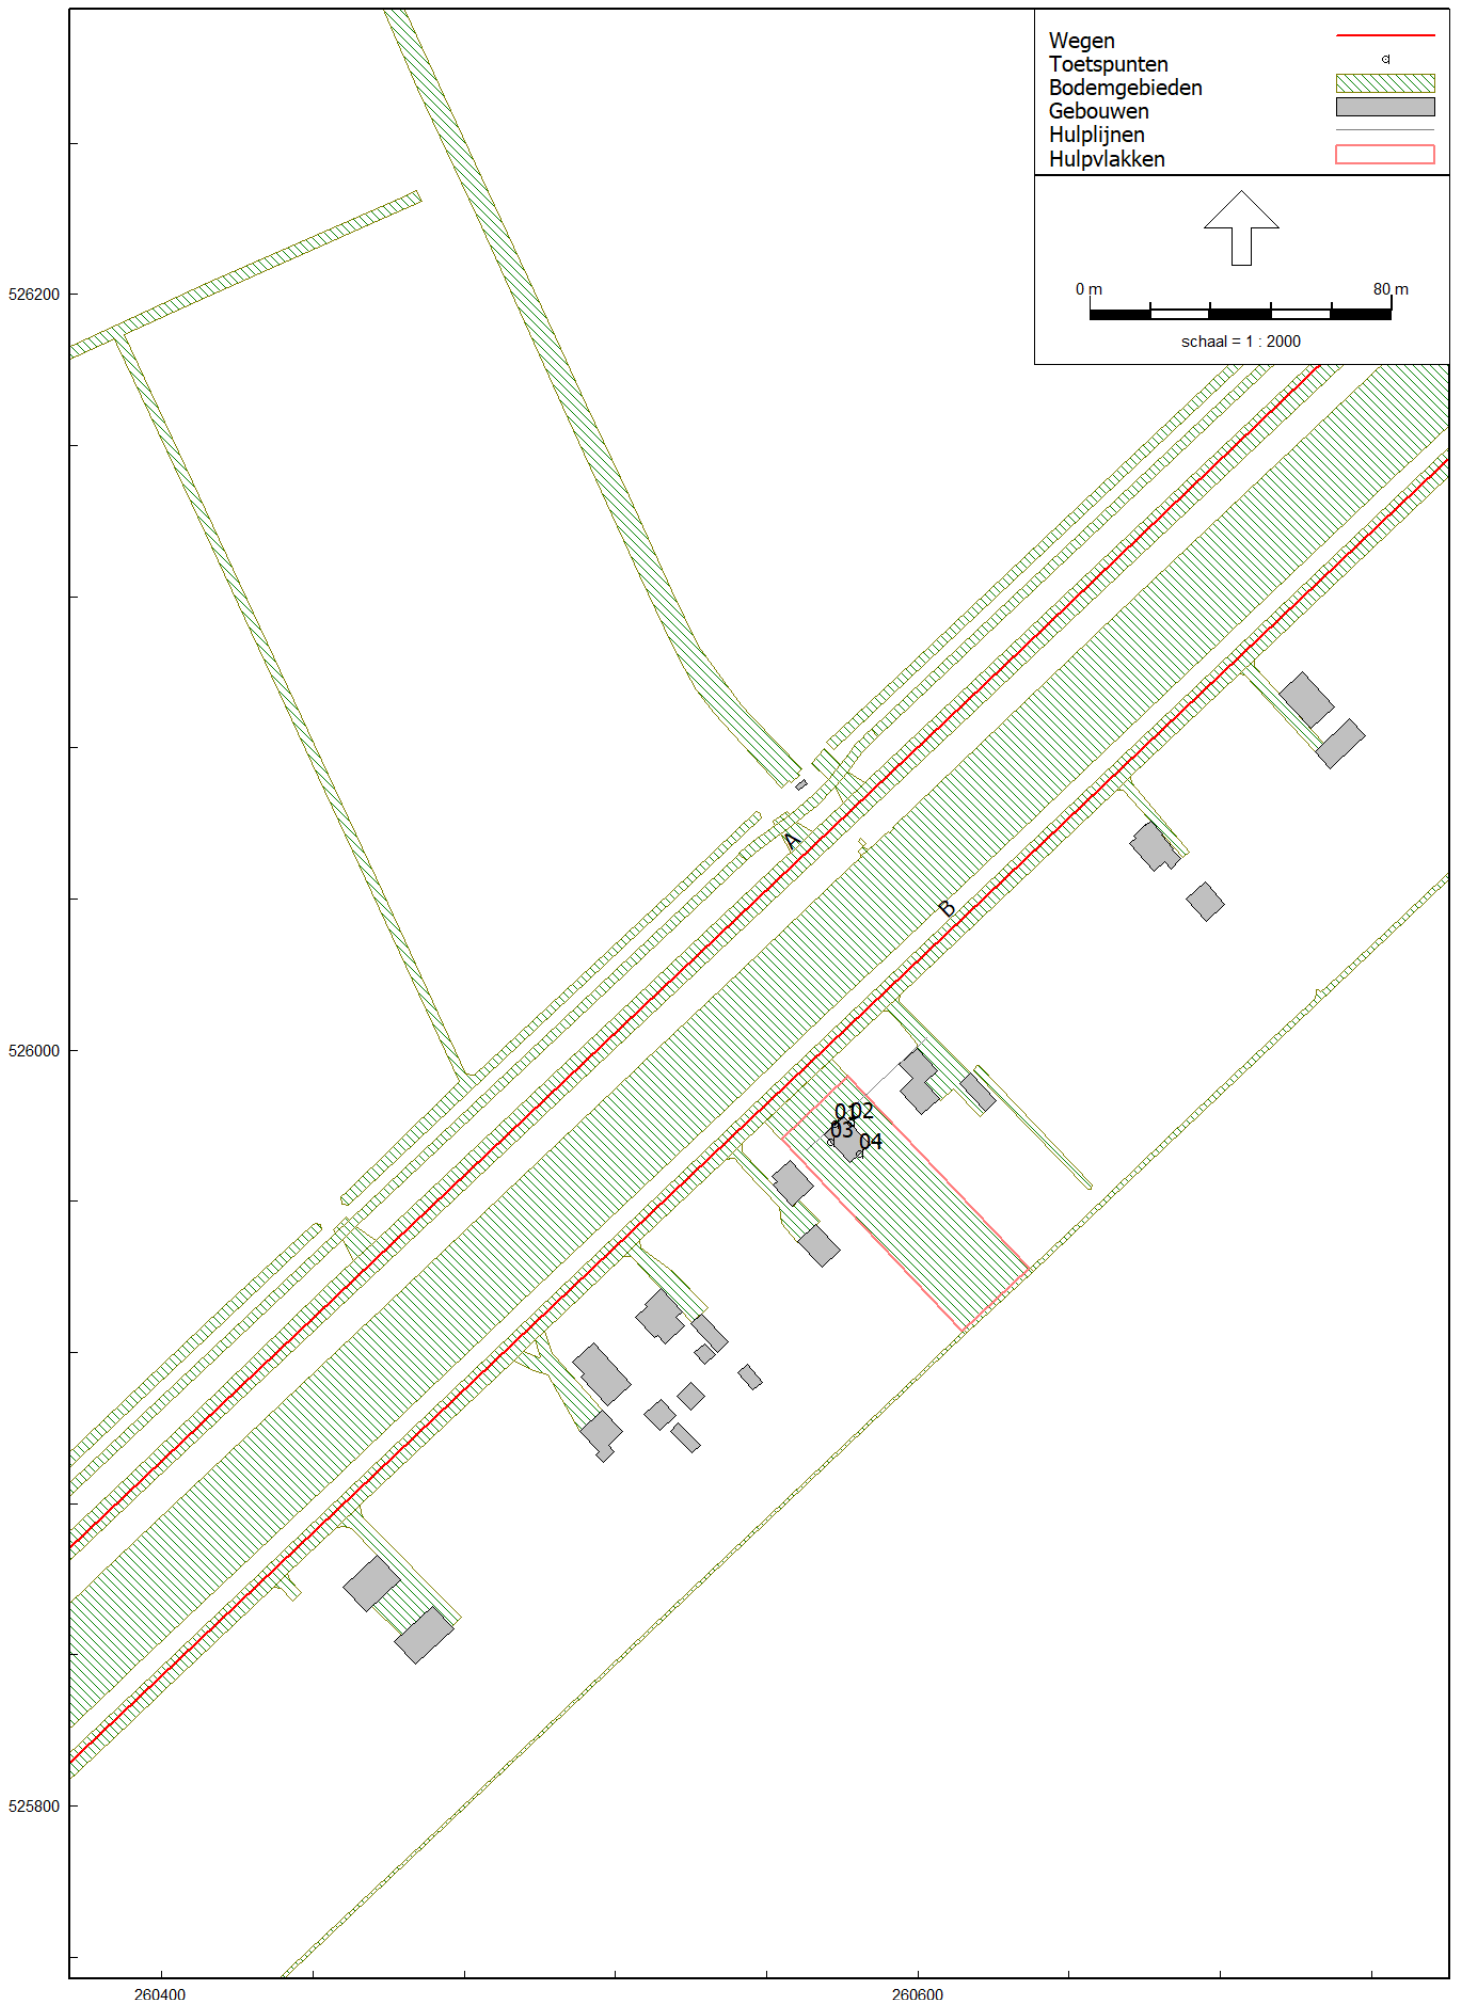 Wegen
Toetspunten
Bodemgebieden
Gebouwen
Hulplijnen
Hulpvlakken
0 m 80 m
schaal = 1 : 2000
526200
A
B
526000
01 02
03 04
525800
260400 260600